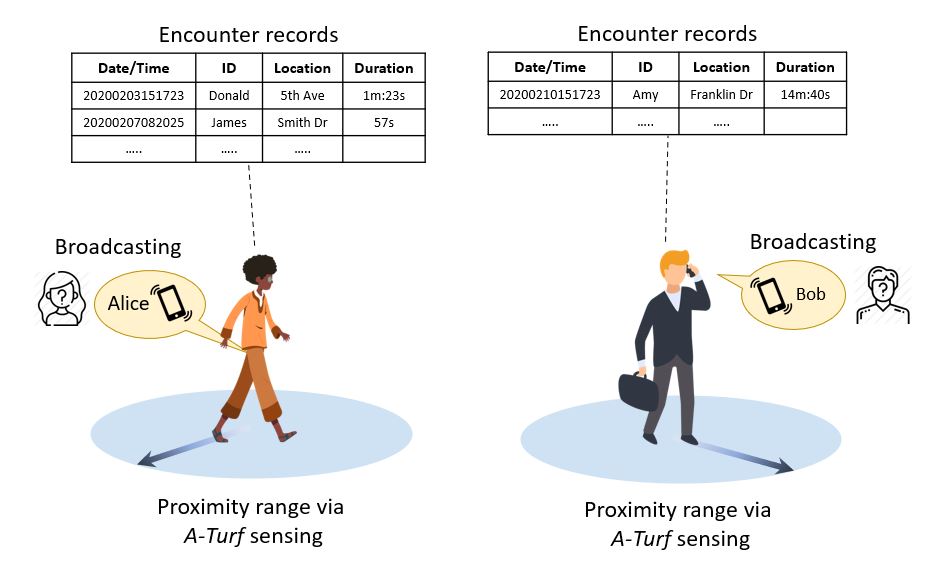 Encounter records
Date/Time ID Location Duration
20200203151723 Donald 5th Ave 1m:23s
20200207082025 James Smith Dr 57s
..... ..... .....
Broadcasting
? Alice
Proximity range via
A-Turf sensing
Encounter records
Date/Time ID Location Duration
20200210151723 Amy Franklin Dr 14m:40s
..... ..... .....
Broadcasting
Bob ?
Proximity range via
A-Turf sensing